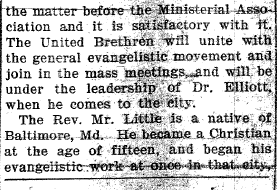 the matter before the Ministerial Asso-
ciation and it is satisfactory with it.
The United Brethren will unite with
the general evangelistic movement and
join in the mass meetings, and will be
under the leadership of Dr. Elliott,
when he comes to the city.
The Rev. Mr. Little is a native of
Baltimore, Md. He became a Christian
at the age of fifteen, and began his
evangelistic work at once in that city,